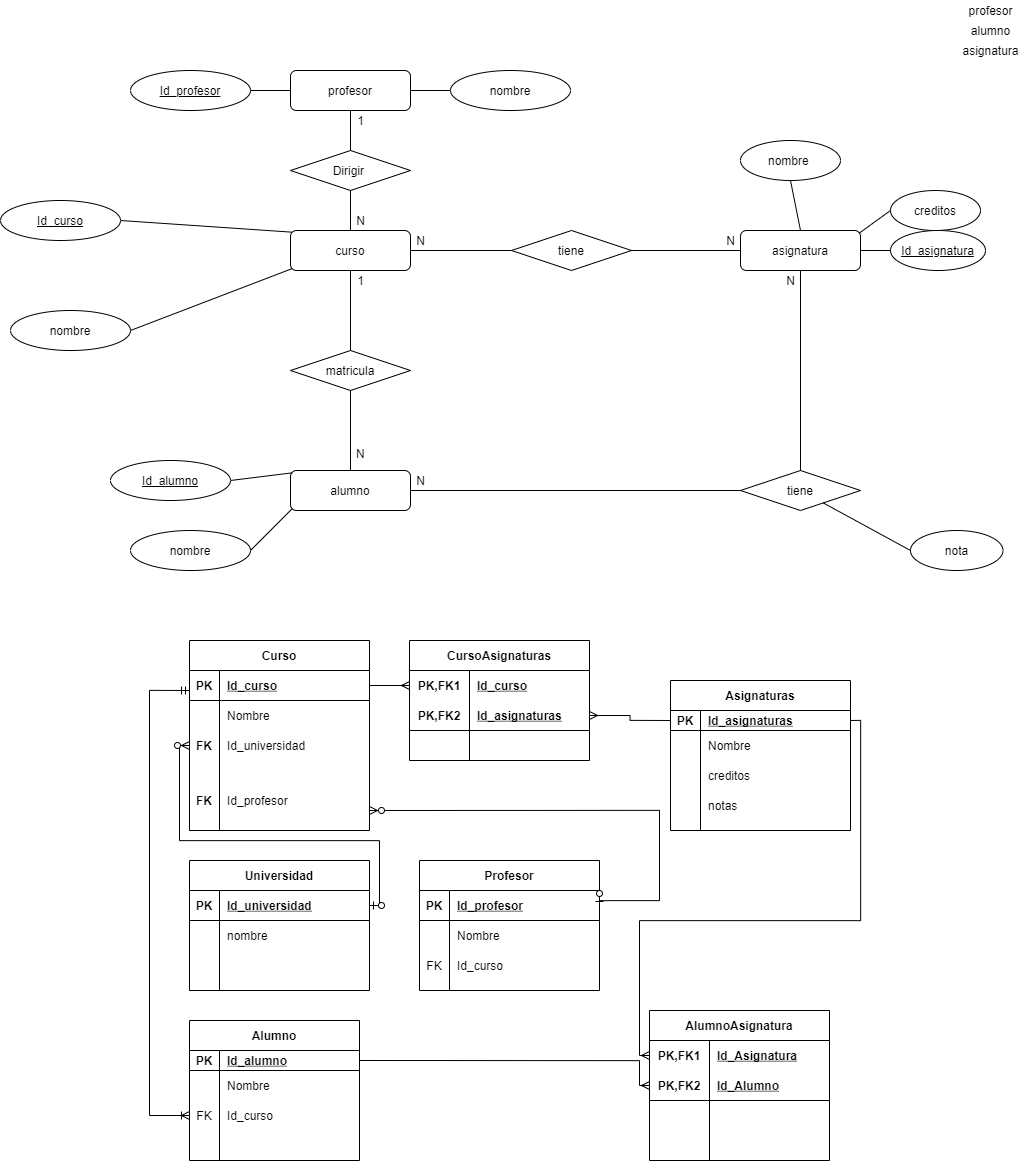 profesor
alumno
asignatura
Id_profesor
profesor
nombre
1
Dirigir
nombre
Id_curso
N
creditos
curso
N
tiene
N
asignatura
Id_asignatura
1
N
nombre
matricula
N
Id_alumno
alumno
N
tiene
nombre
nota
Curso
PK Id_curso
Nombre
FK Id_universidad
FK Id_profesor
CursoAsignaturas
PK,FK1 Id_curso
PK,FK2 Id_asignaturas
Asignaturas
PK Id_asignaturas
Nombre
creditos
notas
Universidad
PK Id_universidad
nombre
Profesor
PK Id_profesor
Nombre
FK Id_curso
Alumno
PK Id_alumno
Nombre
FK Id_curso
AlumnoAsignatura
PK,FK1 Id_Asignatura
PK,FK2 Id_Alumno